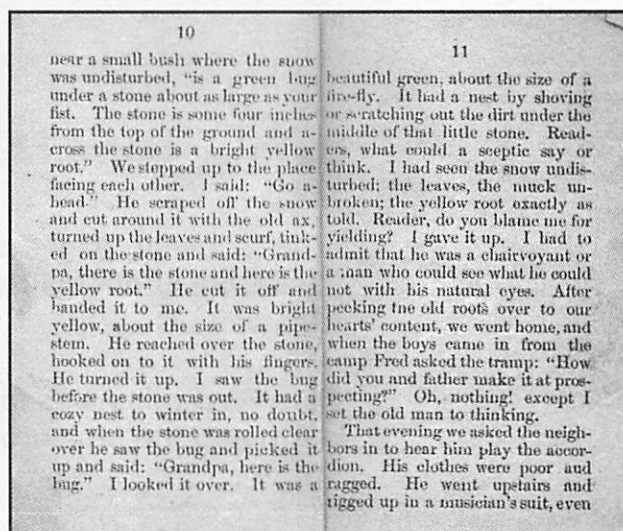 10
near a small bush where the snow
was undisturbed, "is a green bug
under a stone about as large as your
fist. The stone is some four inches
from the top of the ground and a-
cross the stone is a bright yellow
root." We stepped up to the place
facing each other. I said: "Go a-
head." He scraped off the snow
and cut around it with the old ax,
turned up the leaves and scurf, tink-
ed on the stone and said: "Grand-
pa, there is the stone and here is the
yellow root." He cut it off and
handed it to me. It was bright
yellow, about the size of a pipe-
stem. He reached over the stone,
hooked on to it with his fingers.
He turned it up. I saw the bug
before the stone was out. It had a
cozy nest to winter in, no doubt,
and when the stone was rolled clear
over he saw the bug and picked it
up and said: "Grandpa, here is the
bug." I looked it over. It was a
11
beautiful green, about the size of a
fire-fly. It had a nest by shoving
or scratching out the dirt under the
middle of that little stone. Read-
ers, what could a sceptic say or
think. I had seen the snow undis-
turbed; the leaves, the muck un-
broken; the yellow root exactly as
told. Reader, do you blame me for
yielding? I gave it up. I had to
admit that he was a chairvoyant or
a man who could see what he could
not with his natural eyes. After
pecking tne old roots over to our
hearts' content, we went home, and
when the boys came in from the
camp Fred asked the tramp: "How
did you and father make it at pros-
pecting?" Oh, nothing! except I
set the old man to thinking.
That evening we asked the neigh-
bors in to hear him play the accor-
dion. His clothes were poor and
ragged. He went upstairs and
rigged up in a musician's suit, even